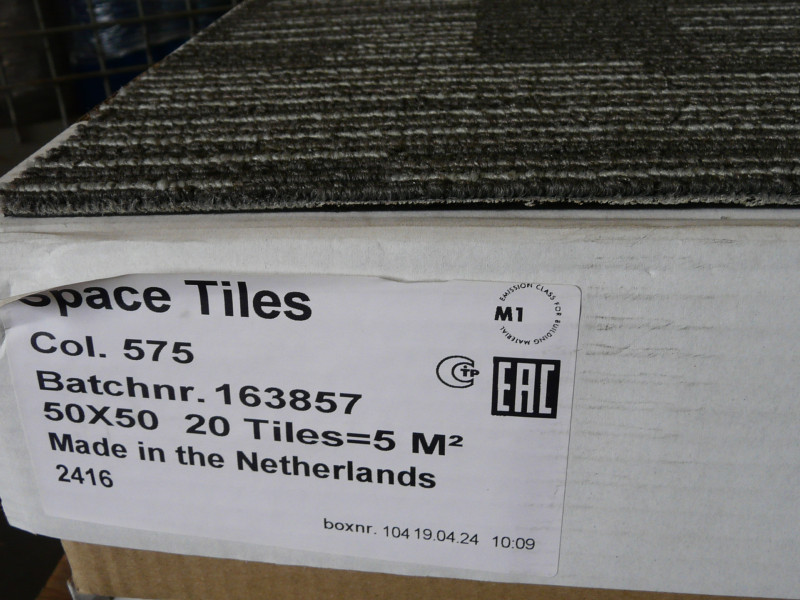 Space Tiles
EMISSION CLASS FOR BUILDING MATERIAL
M1
Col. 575
CTP
EAC
Batchnr. 163857
50X50 20 Tiles=5 M²
Made in the Netherlands
2416
boxnr. 104 19.04.24 10:09